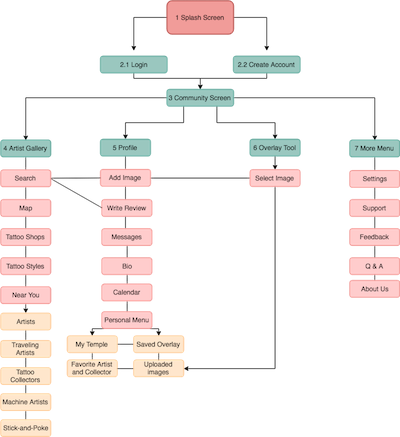 1 Splash Screen
2.1 Login
2.2 Create Account
3 Community Screen
4 Artist Gallery
5 Profile
6 Overlay Tool
7 More Menu
Search
Add Image
Select Image
Settings
Map
Write Review
Support
Tattoo Shops
Messages
Feedback
Tattoo Styles
Bio
Q & A
Near You
Calendar
About Us
Artists
Personal Menu
Traveling
Artists
My Temple
Saved Overlay
Tattoo
Collectors
Favorite Artist
and Collector
Uploaded
images
Machine Artists
Stick-and-Poke